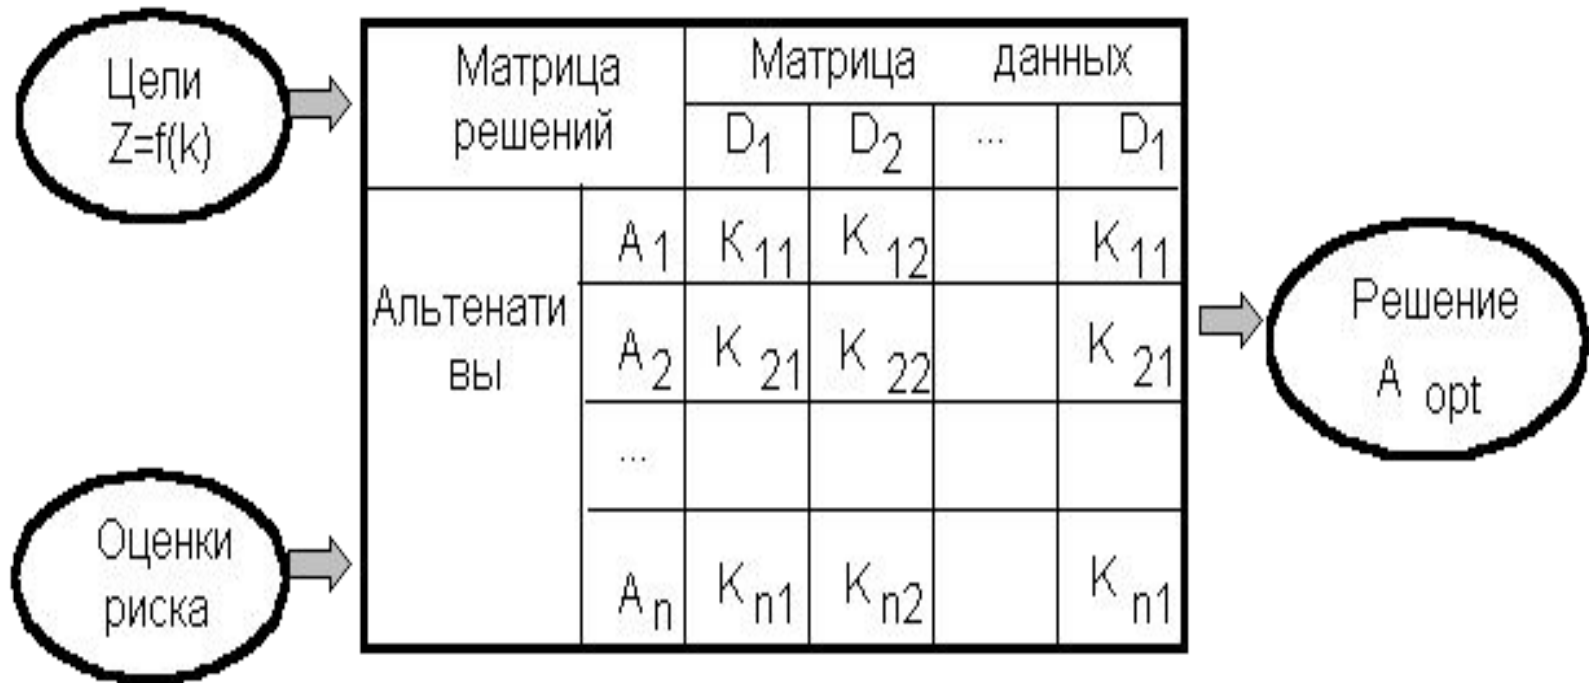 Цели
Z=f(k)
Матрица
решений
Матрица данных
D1 D2 ... D1
Альтенати
вы
A1 K11 K12 K11
A2 K21 K22 K21
...
An Kn1 Kn2 Kn1
Оценки
риска
Решение
A opt